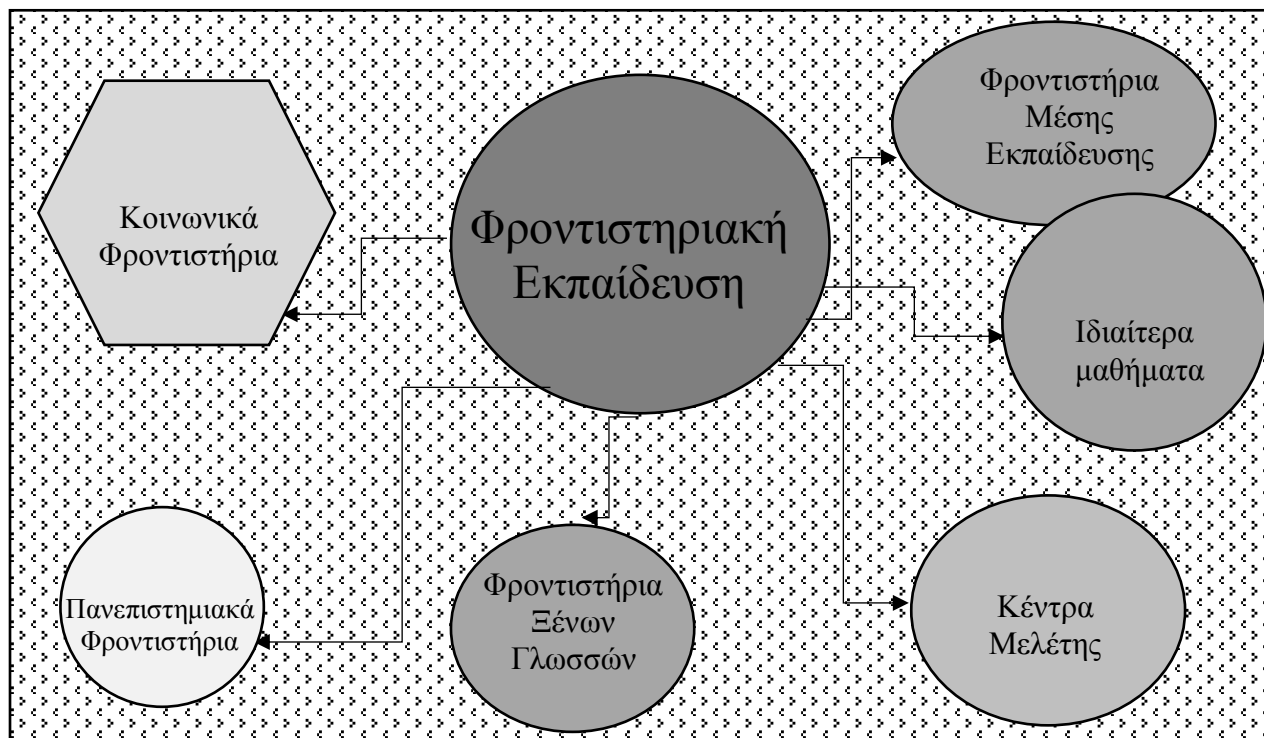 Φροντιστήρια
Μέσης
Εκπαίδευσης
Κοινωνικά
Φροντιστήρια
Φροντιστηριακή
Εκπαίδευση
Ιδιαίτερα
μαθήματα
Πανεπιστημιακά
Φροντιστήρια
Φροντιστήρια
Ξένων
Γλωσσών
Κέντρα
Μελέτης